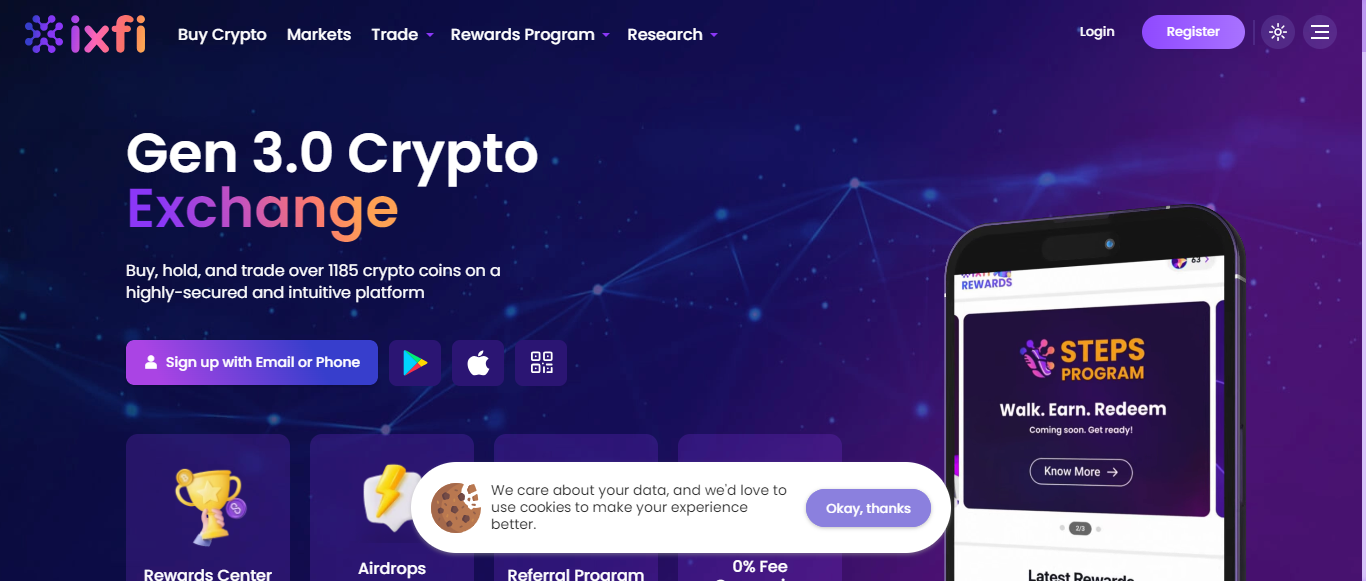 ixfi
Buy Crypto Markets Trade Rewards Program Research
Login
Register
Gen 3.0 Crypto
Exchange
Buy, hold, and trade over 1185 crypto coins on a
highly-secured and intuitive platform
Sign up with Email or Phone
Rewards Center
Airdrops
Referral Program
0% Fee
We care about your data, and we'd love to
use cookies to make your experience
better.
Okay, thanks
63
REWARDS
STEPS
PROGRAM
Walk. Earn. Redeem
Coming soon. Get ready!
Know More
2/3
Latest Rewards